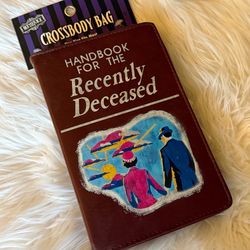 CROSSBODY BAG
HANDBOOK
FOR THE
Recently
Deceased